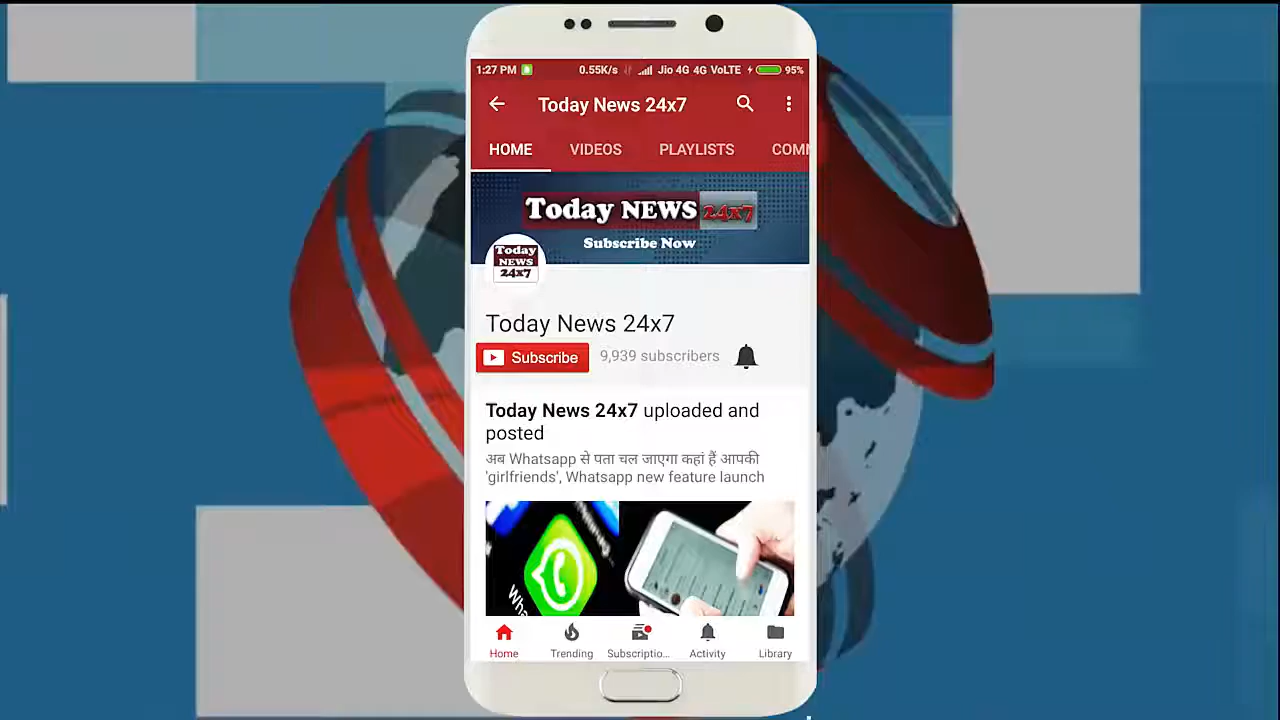 1:27 PM 0.55K/s Jio 4G 4G VoLTE 95%
Today News 24x7
HOME VIDEOS PLAYLISTS COMM
Today NEWS 24x7
Subscribe Now
Today
NEWS
24x7
Today News 24x7
Subscribe 9,939 subscribers
Today News 24x7 uploaded and
posted
अब Whatsapp से पता चल जाएगा कहां हैं आपकी
'girlfriends', Whatsapp new feature launch
Wha
Home Trending Subscriptio... Activity Library